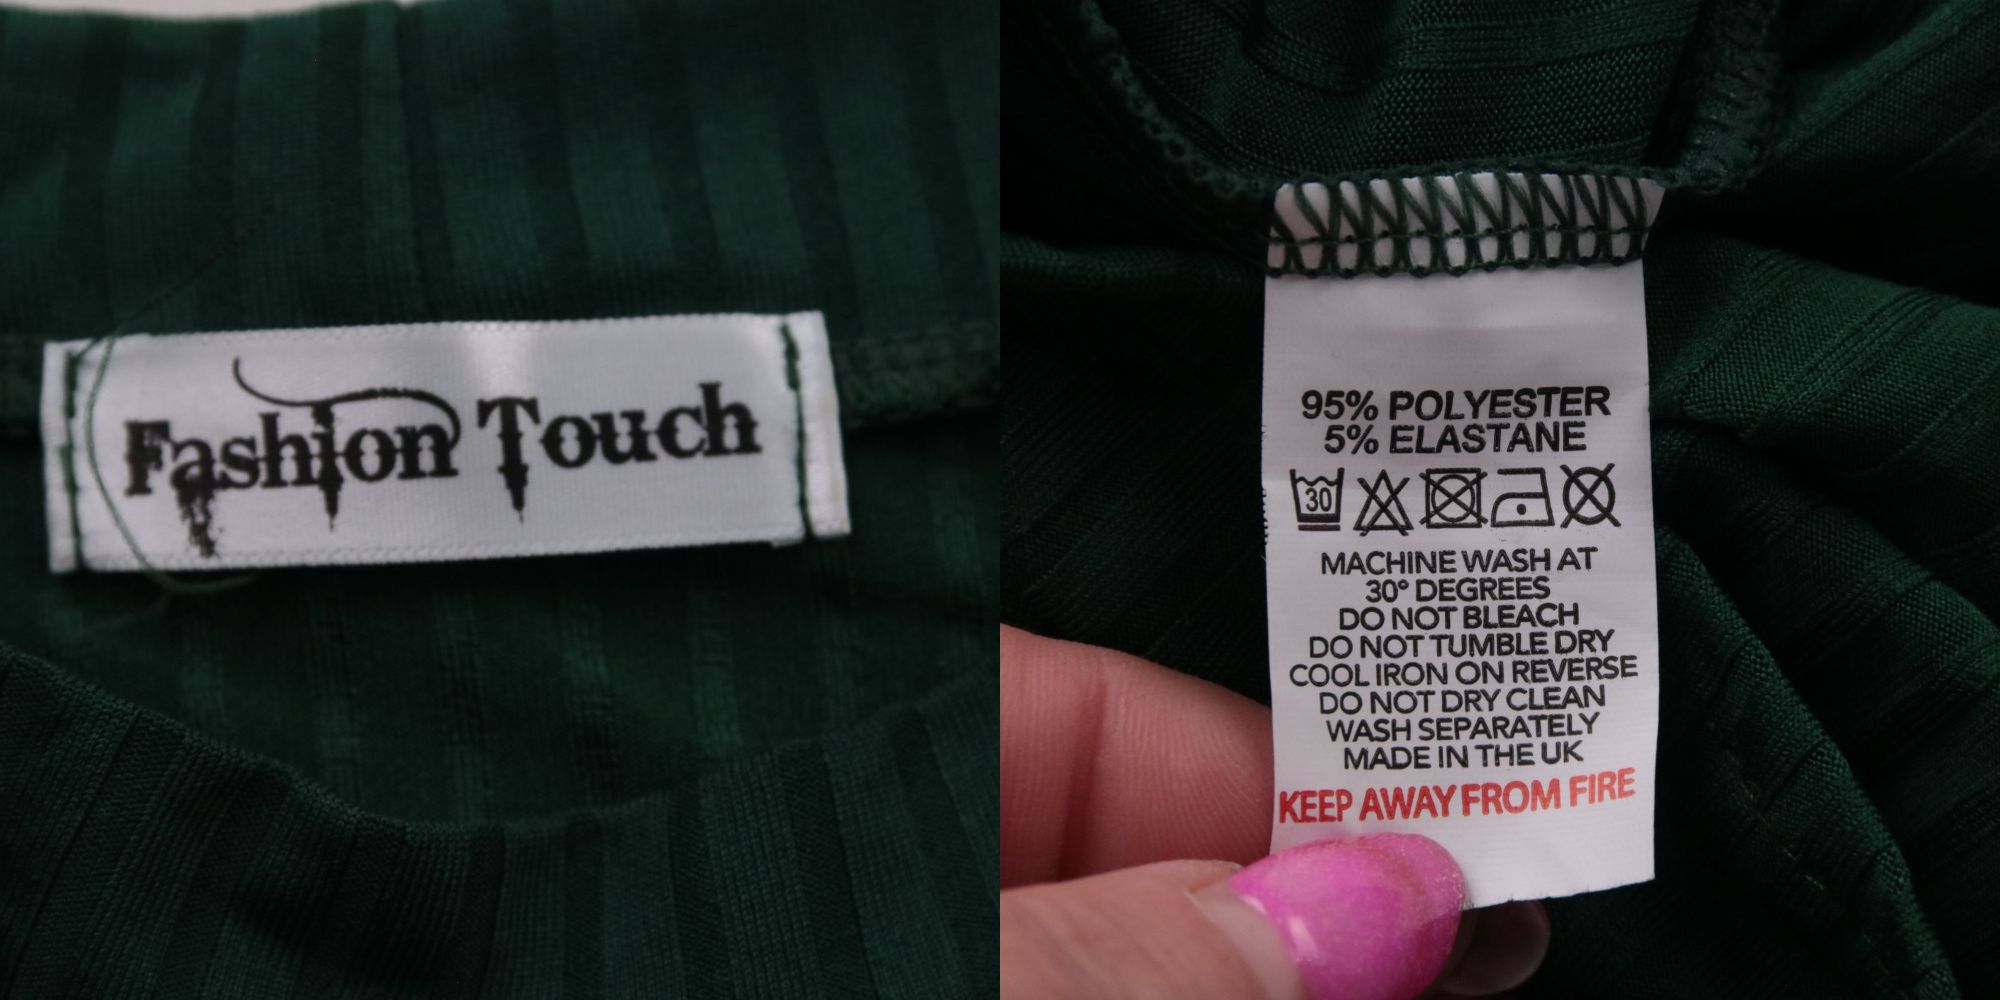 Fashion Touch
95% POLYESTER
5% ELASTANE
30
MACHINE WASH AT
30° DEGREES
DO NOT BLEACH
DO NOT TUMBLE DRY
COOL IRON ON REVERSE
DO NOT DRY CLEAN
WASH SEPARATELY
MADE IN THE UK
KEEP AWAY FROM FIRE